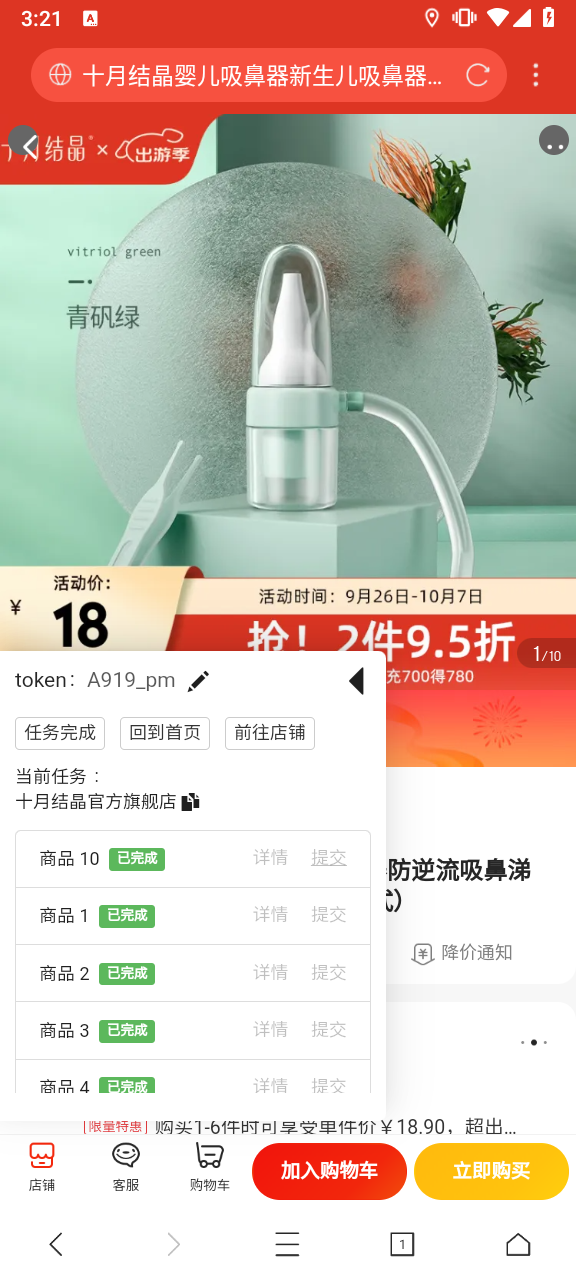 3:21
十月结晶婴儿吸鼻器新生儿吸鼻器...
十月结晶 × 出游季
vitriol green
青矾绿
活动价：
¥ 18
活动时间：9月26日-10月7日
抢！2件9.5折
充700得780
1/10
token： A919_pm
任务完成 回到首页 前往店铺
当前任务：
十月结晶官方旗舰店
商品 10 已完成 详情 提交
商品 1 已完成 详情 提交
商品 2 已完成 详情 提交
商品 3 已完成 详情 提交
商品 4 已完成 详情 提交
防逆流吸鼻涕
式）
降价通知
限量特惠 购买1-6件时可享受单件价￥18.90，超出...
店铺 客服 购物车 加入购物车 立即购买
1